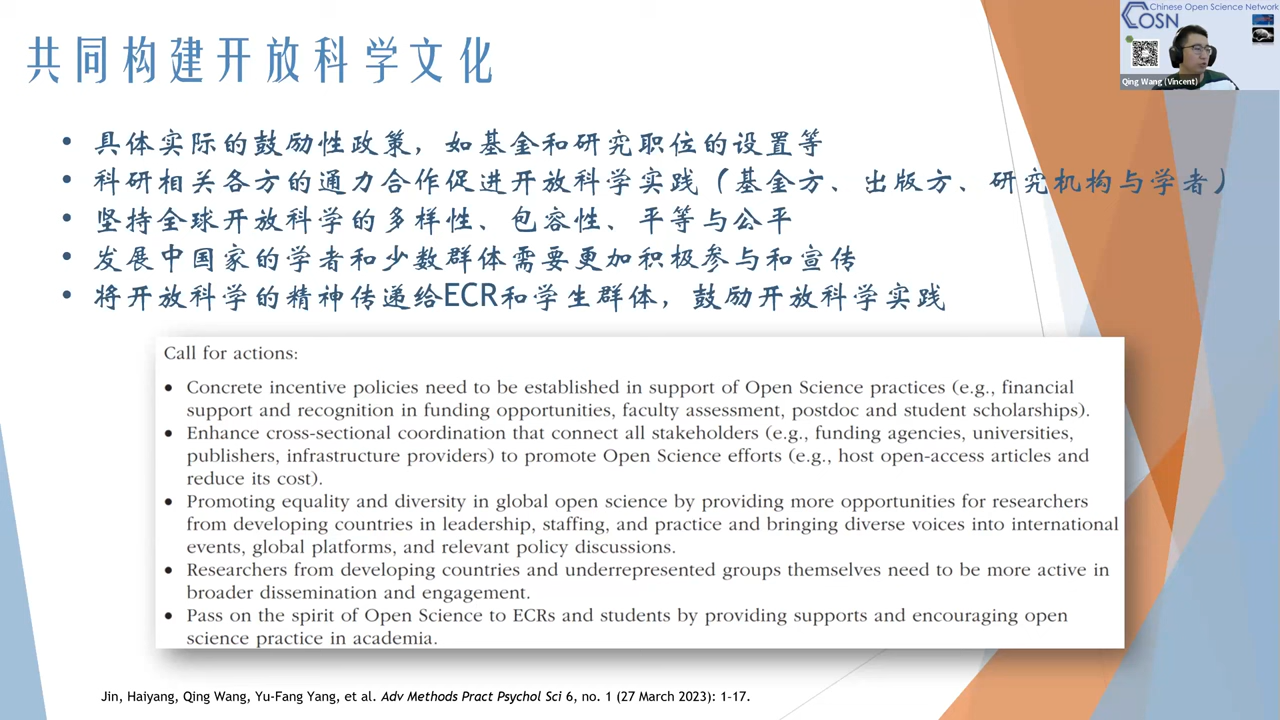 Chinese Open Science Network
COSN
Qing Wang (Vincent)
共同构建开放科学文化
• 具体实际的鼓励性政策，如基金和研究职位的设置等
• 科研相关各方的通力合作促进开放科学实践（基金方、出版方、研究机构与学者）
• 坚持全球开放科学的多样性、包容性、平等与公平
• 发展中国家的学者和少数群体需要更加积极参与和宣传
• 将开放科学的精神传递给ECR和学生群体，鼓励开放科学实践
Call for actions:
• Concrete incentive policies need to be established in support of Open Science practices (e.g., financial
support and recognition in funding opportunities, faculty assessment, postdoc and student scholarships).
• Enhance cross-sectional coordination that connect all stakeholders (e.g., funding agencies, universities,
publishers, infrastructure providers) to promote Open Science efforts (e.g., host open-access articles and
reduce its cost).
• Promoting equality and diversity in global open science by providing more opportunities for researchers
from developing countries in leadership, staffing, and practice and bringing diverse voices into international
events, global platforms, and relevant policy discussions.
• Researchers from developing countries and underrepresented groups themselves need to be more active in
broader dissemination and engagement.
• Pass on the spirit of Open Science to ECRs and students by providing supports and encouraging open
science practice in academia.
Jin, Haiyang, Qing Wang, Yu-Fang Yang, et al. Adv Methods Pract Psychol Sci 6, no. 1 (27 March 2023): 1–17.